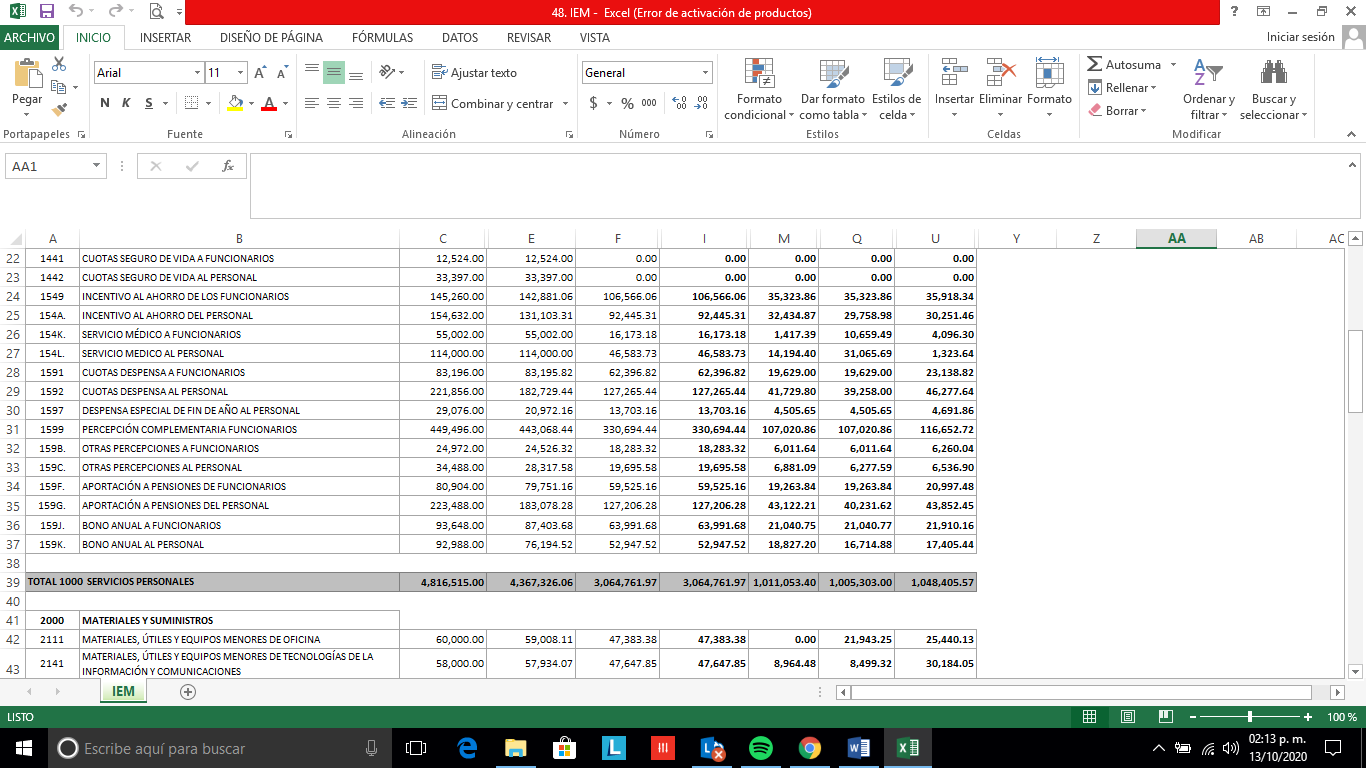 48. IEM -  Excel (Error de activación de productos)
ARCHIVO INICIO INSERTAR DISEÑO DE PÁGINA FÓRMULAS DATOS REVISAR VISTA Iniciar sesión
Pegar Arial 11 Ajustar texto General Formato condicional Dar formato como tabla Estilos de celda Insertar Eliminar Formato Autosuma Rellenar Borrar Ordenar y filtrar Buscar y seleccionar
N K S A A A Combinar y centrar $ % 000
Portapapeles Fuente Alineación Número Estilos Celdas Modificar
AA1 fx
A B C E F I M Q U Y Z AA AB AC
22 1441 CUOTAS SEGURO DE VIDA A FUNCIONARIOS 12,524.00 12,524.00 0.00 0.00 0.00 0.00 0.00
23 1442 CUOTAS SEGURO DE VIDA AL PERSONAL 33,397.00 33,397.00 0.00 0.00 0.00 0.00 0.00
24 1549 INCENTIVO AL AHORRO DE LOS FUNCIONARIOS 145,260.00 142,881.06 106,566.06 106,566.06 35,323.86 35,323.86 35,918.34
25 154A. INCENTIVO AL AHORRO DEL PERSONAL 154,632.00 131,103.31 92,445.31 92,445.31 32,434.87 29,758.98 30,251.46
26 154K. SERVICIO MÉDICO A FUNCIONARIOS 55,002.00 55,002.00 16,173.18 16,173.18 1,417.39 10,659.49 4,096.30
27 154L. SERVICIO MEDICO AL PERSONAL 114,000.00 114,000.00 46,583.73 46,583.73 14,194.40 31,065.69 1,323.64
28 1591 CUOTAS DESPENSA A FUNCIONARIOS 83,196.00 83,195.82 62,396.82 62,396.82 19,629.00 19,629.00 23,138.82
29 1592 CUOTAS DESPENSA AL PERSONAL 221,856.00 182,729.44 127,265.44 127,265.44 41,729.80 39,258.00 46,277.64
30 1597 DESPENSA ESPECIAL DE FIN DE AÑO AL PERSONAL 29,076.00 20,972.16 13,703.16 13,703.16 4,505.65 4,505.65 4,691.86
31 1599 PERCEPCIÓN COMPLEMENTARIA FUNCIONARIOS 449,496.00 443,068.44 330,694.44 330,694.44 107,020.86 107,020.86 116,652.72
32 159B. OTRAS PERCEPCIONES A FUNCIONARIOS 24,972.00 24,526.32 18,283.32 18,283.32 6,011.64 6,011.64 6,260.04
33 159C. OTRAS PERCEPCIONES AL PERSONAL 34,488.00 28,317.58 19,695.58 19,695.58 6,881.09 6,277.59 6,536.90
34 159F. APORTACIÓN A PENSIONES DE FUNCIONARIOS 80,904.00 79,751.16 59,525.16 59,525.16 19,263.84 19,263.84 20,997.48
35 159G. APORTACIÓN A PENSIONES DEL PERSONAL 223,488.00 183,078.28 127,206.28 127,206.28 43,122.21 40,231.62 43,852.45
36 159J. BONO ANUAL A FUNCIONARIOS 93,648.00 87,403.68 63,991.68 63,991.68 21,040.75 21,040.77 21,910.16
37 159K. BONO ANUAL AL PERSONAL 92,988.00 76,194.52 52,947.52 52,947.52 18,827.20 16,714.88 17,405.44
38
39 TOTAL 1000  SERVICIOS PERSONALES 4,816,515.00 4,367,326.06 3,064,761.97 3,064,761.97 1,011,053.40 1,005,303.00 1,048,405.57
40
41 2000 MATERIALES Y SUMINISTROS
42 2111 MATERIALES, ÚTILES Y EQUIPOS MENORES DE OFICINA 60,000.00 59,008.11 47,383.38 47,383.38 0.00 21,943.25 25,440.13
43 2141 MATERIALES, ÚTILES Y EQUIPOS MENORES DE TECNOLOGÍAS DE LA 58,000.00 57,934.07 47,647.85 47,647.85 8,964.48 8,499.32 30,184.05
INFORMACIÓN Y COMUNICACIONES
IEM
LISTO 100 %
Escribe aquí para buscar 02:13 p. m.
13/10/2020